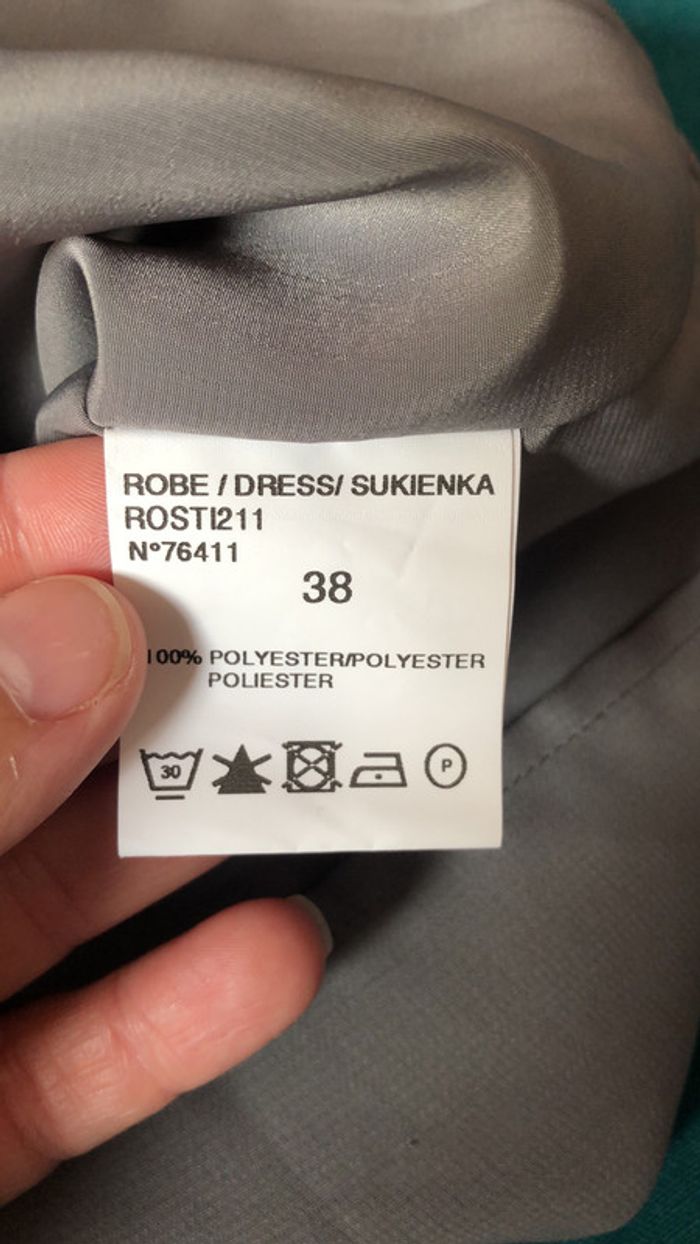 ROBE / DRESS/ SUKIENKA
ROSTI211
N°76411
38
100% POLYESTER/POLYESTER
POLIESTER
30
P